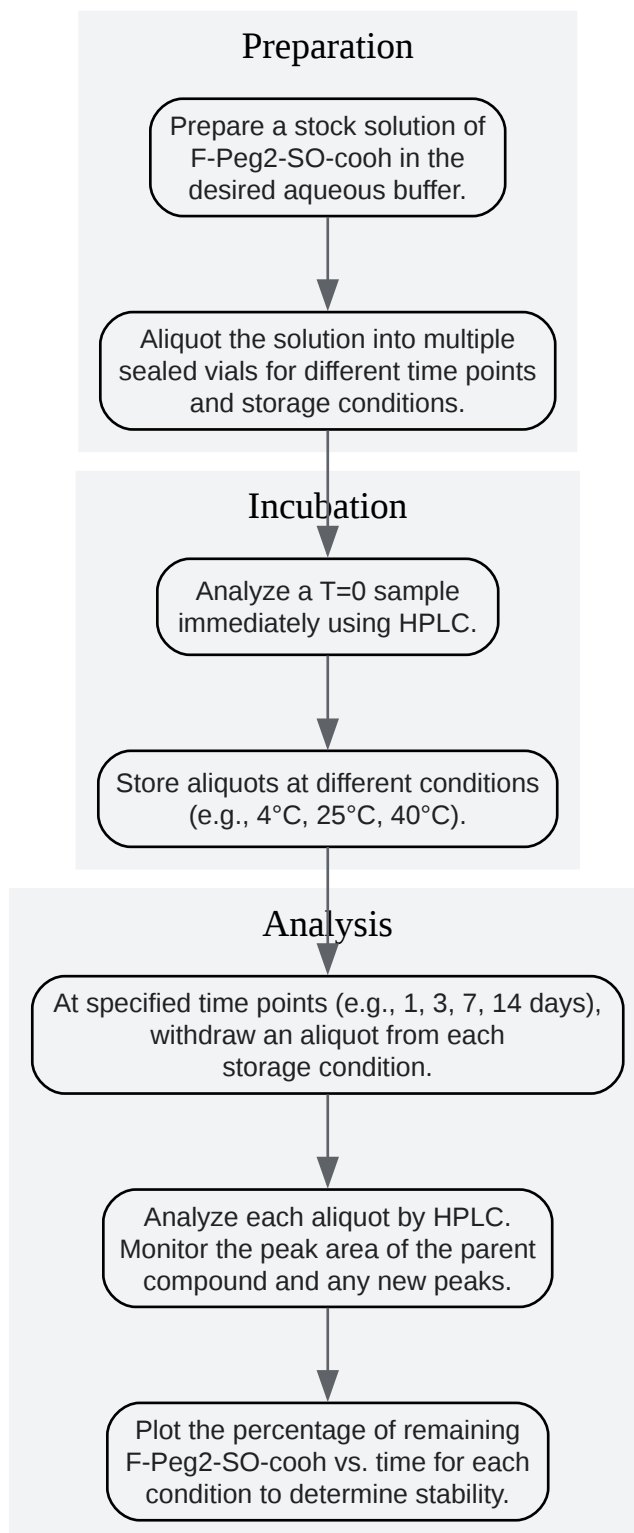 Preparation
Prepare a stock solution of
F-Peg2-SO-cooh in the
desired aqueous buffer.
Aliquot the solution into multiple
sealed vials for different time points
and storage conditions.
Incubation
Analyze a T=0 sample
immediately using HPLC.
Store aliquots at different conditions
(e.g., 4°C, 25°C, 40°C).
Analysis
At specified time points (e.g., 1, 3, 7, 14 days),
withdraw an aliquot from each
storage condition.
Analyze each aliquot by HPLC.
Monitor the peak area of the parent
compound and any new peaks.
Plot the percentage of remaining
F-Peg2-SO-cooh vs. time for each
condition to determine stability.